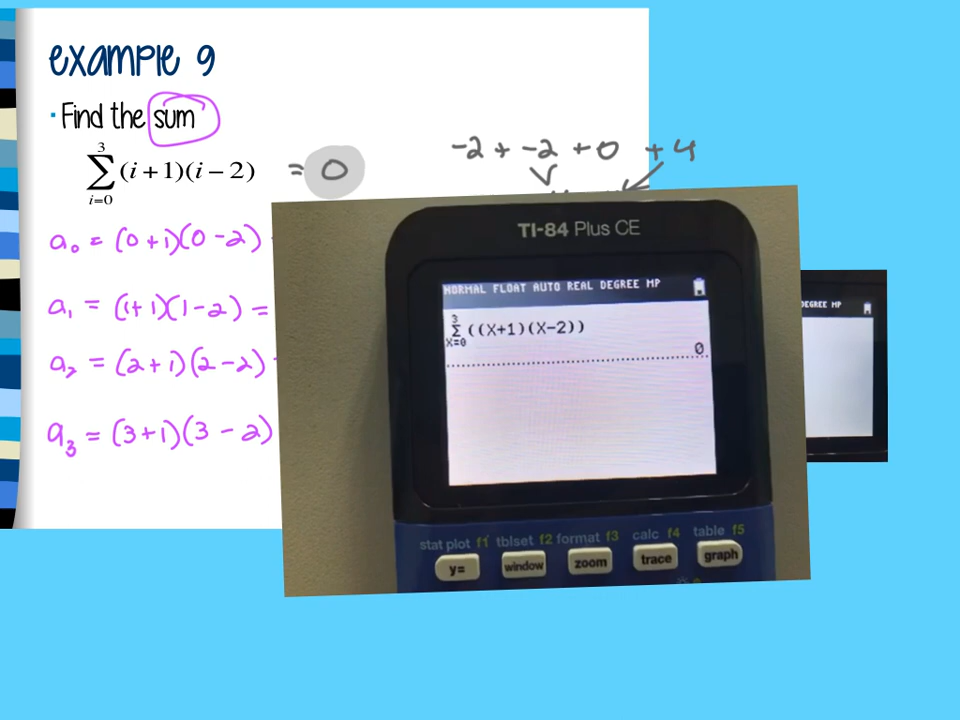 example 9
· Find the sum
3
∑ (i + 1)(i − 2) = 0
i=0
-2 + -2 + 0 + 4
a₀ = (0+1)(0-2)
a₁ = (1+1)(1-2) =
a₂ = (2+1)(2-2)
a₃ = (3+1)(3-2)
TI-84 Plus CE
NORMAL FLOAT AUTO REAL DEGREE MP
3
Σ ((X+1)(X-2))
X=0
0
DEGREE MP
stat plot f1 tblset f2 format f3 calc f4 table f5
y= window zoom trace graph